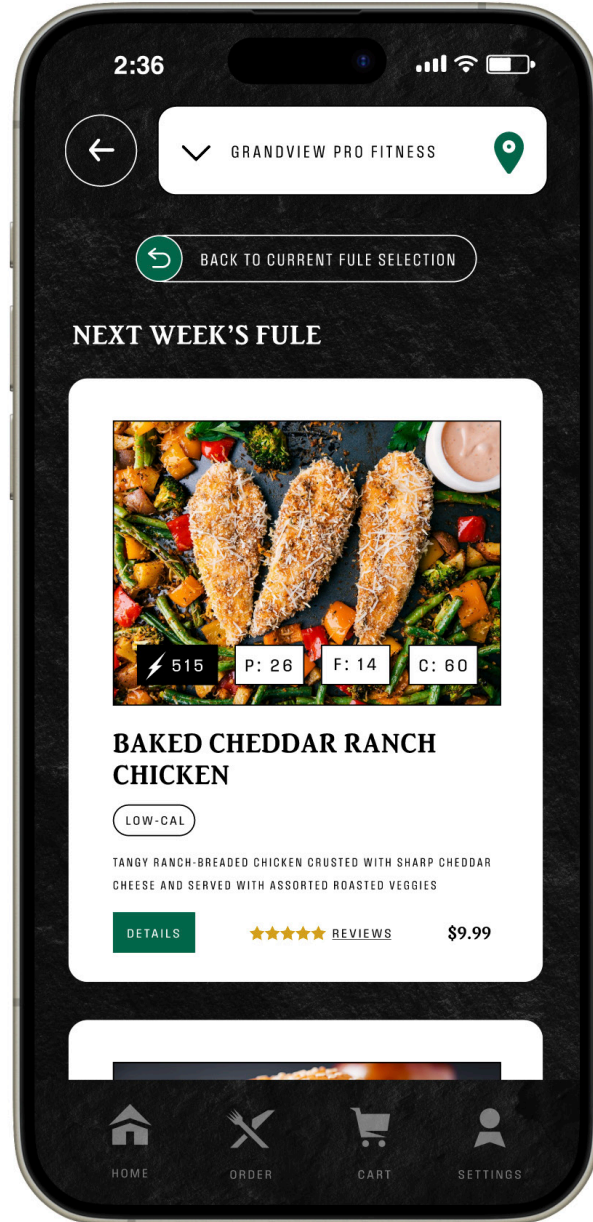 2:36
GRANDVIEW PRO FITNESS
BACK TO CURRENT FULE SELECTION
NEXT WEEK'S FULE
515 P: 26 F: 14 C: 60
BAKED CHEDDAR RANCH
CHICKEN
LOW-CAL
TANGY RANCH-BREADED CHICKEN CRUSTED WITH SHARP CHEDDAR
CHEESE AND SERVED WITH ASSORTED ROASTED VEGGIES
DETAILS REVIEWS $9.99
HOME ORDER CART SETTINGS